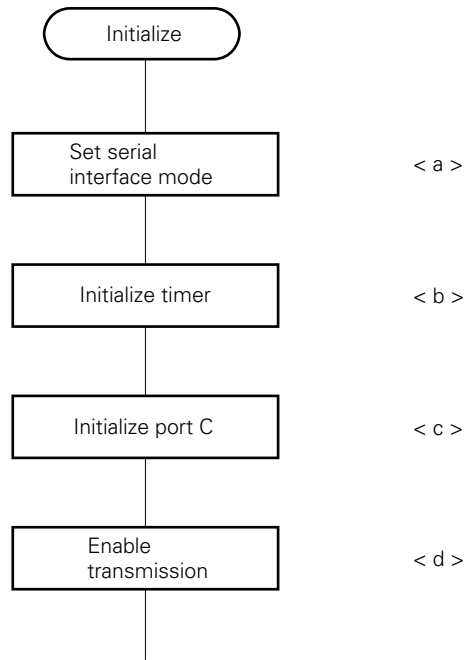 Initialize
Set serial
interface mode
< a >
Initialize timer
< b >
Initialize port C
< c >
Enable
transmission
< d >